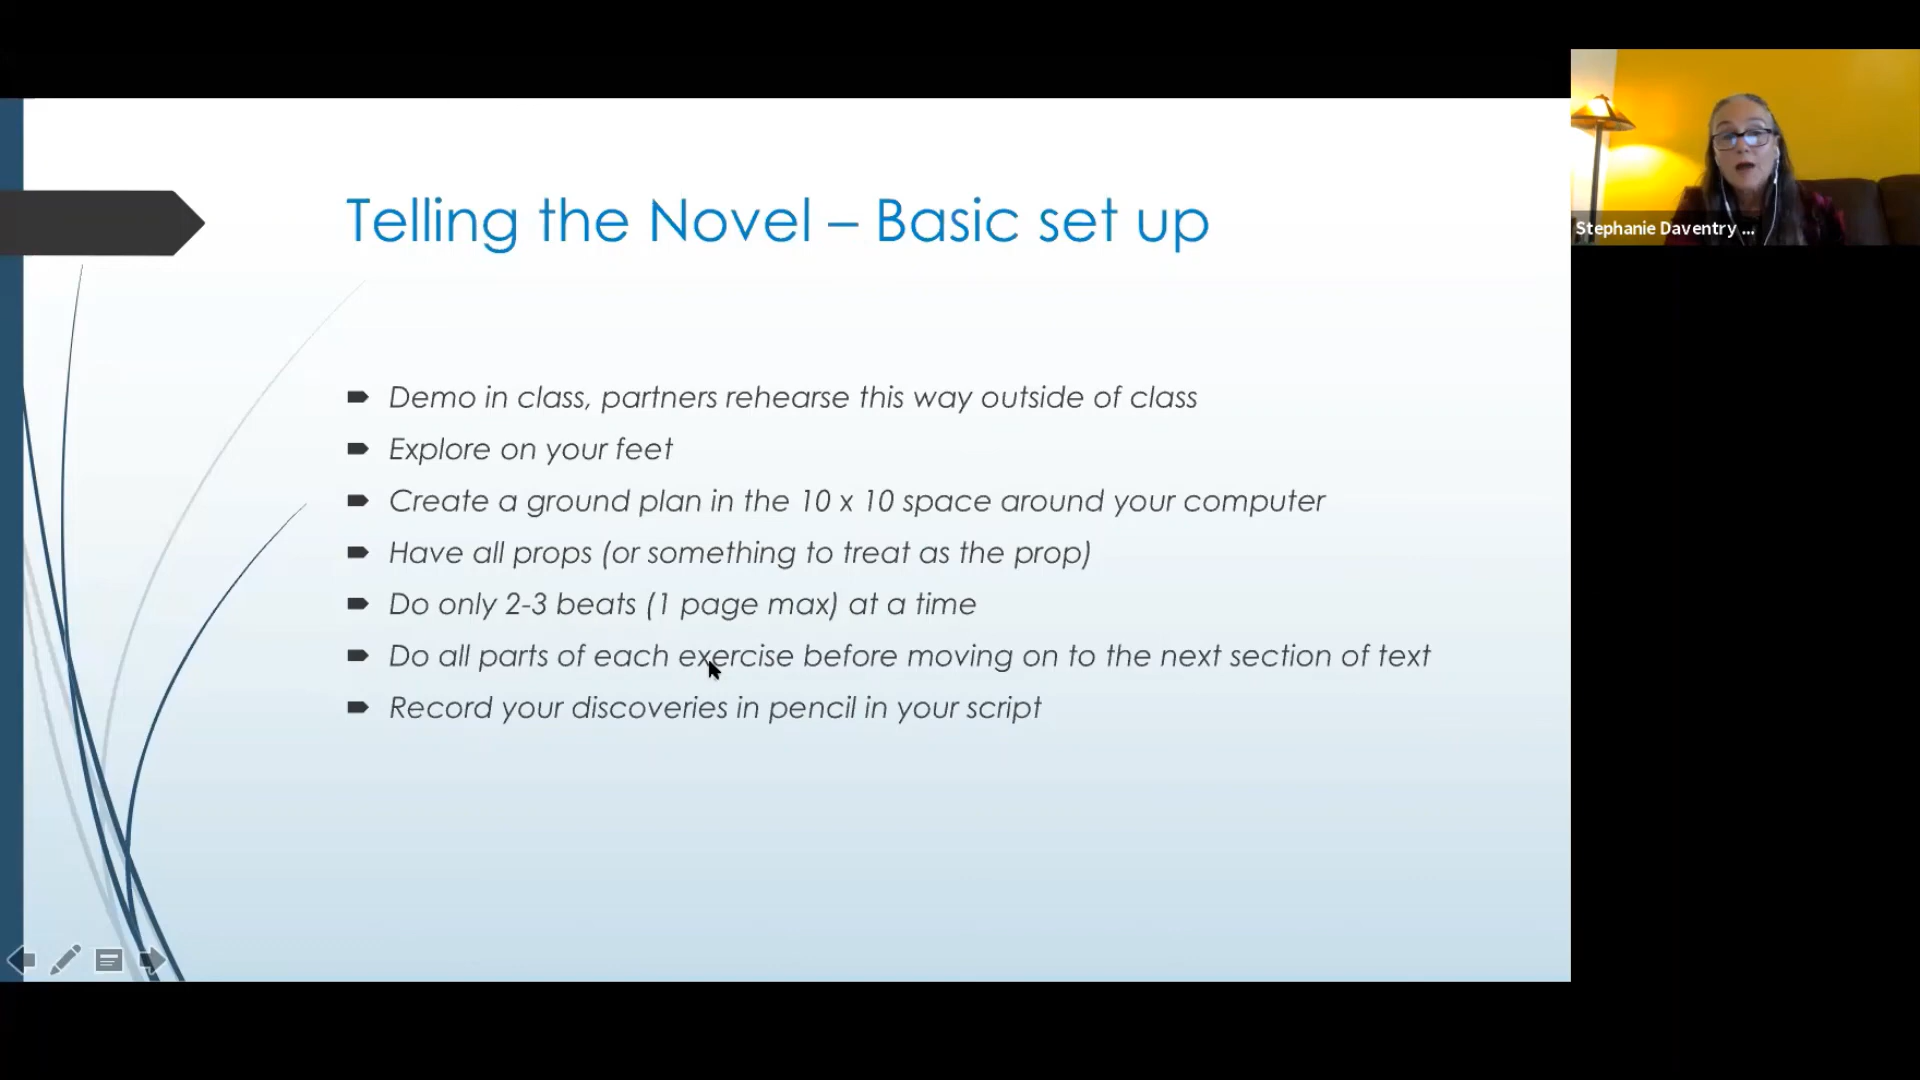 Telling the Novel – Basic set up
Demo in class, partners rehearse this way outside of class
Explore on your feet
Create a ground plan in the 10 x 10 space around your computer
Have all props (or something to treat as the prop)
Do only 2-3 beats (1 page max) at a time
Do all parts of each exercise before moving on to the next section of text
Record your discoveries in pencil in your script
Stephanie Daventry ...